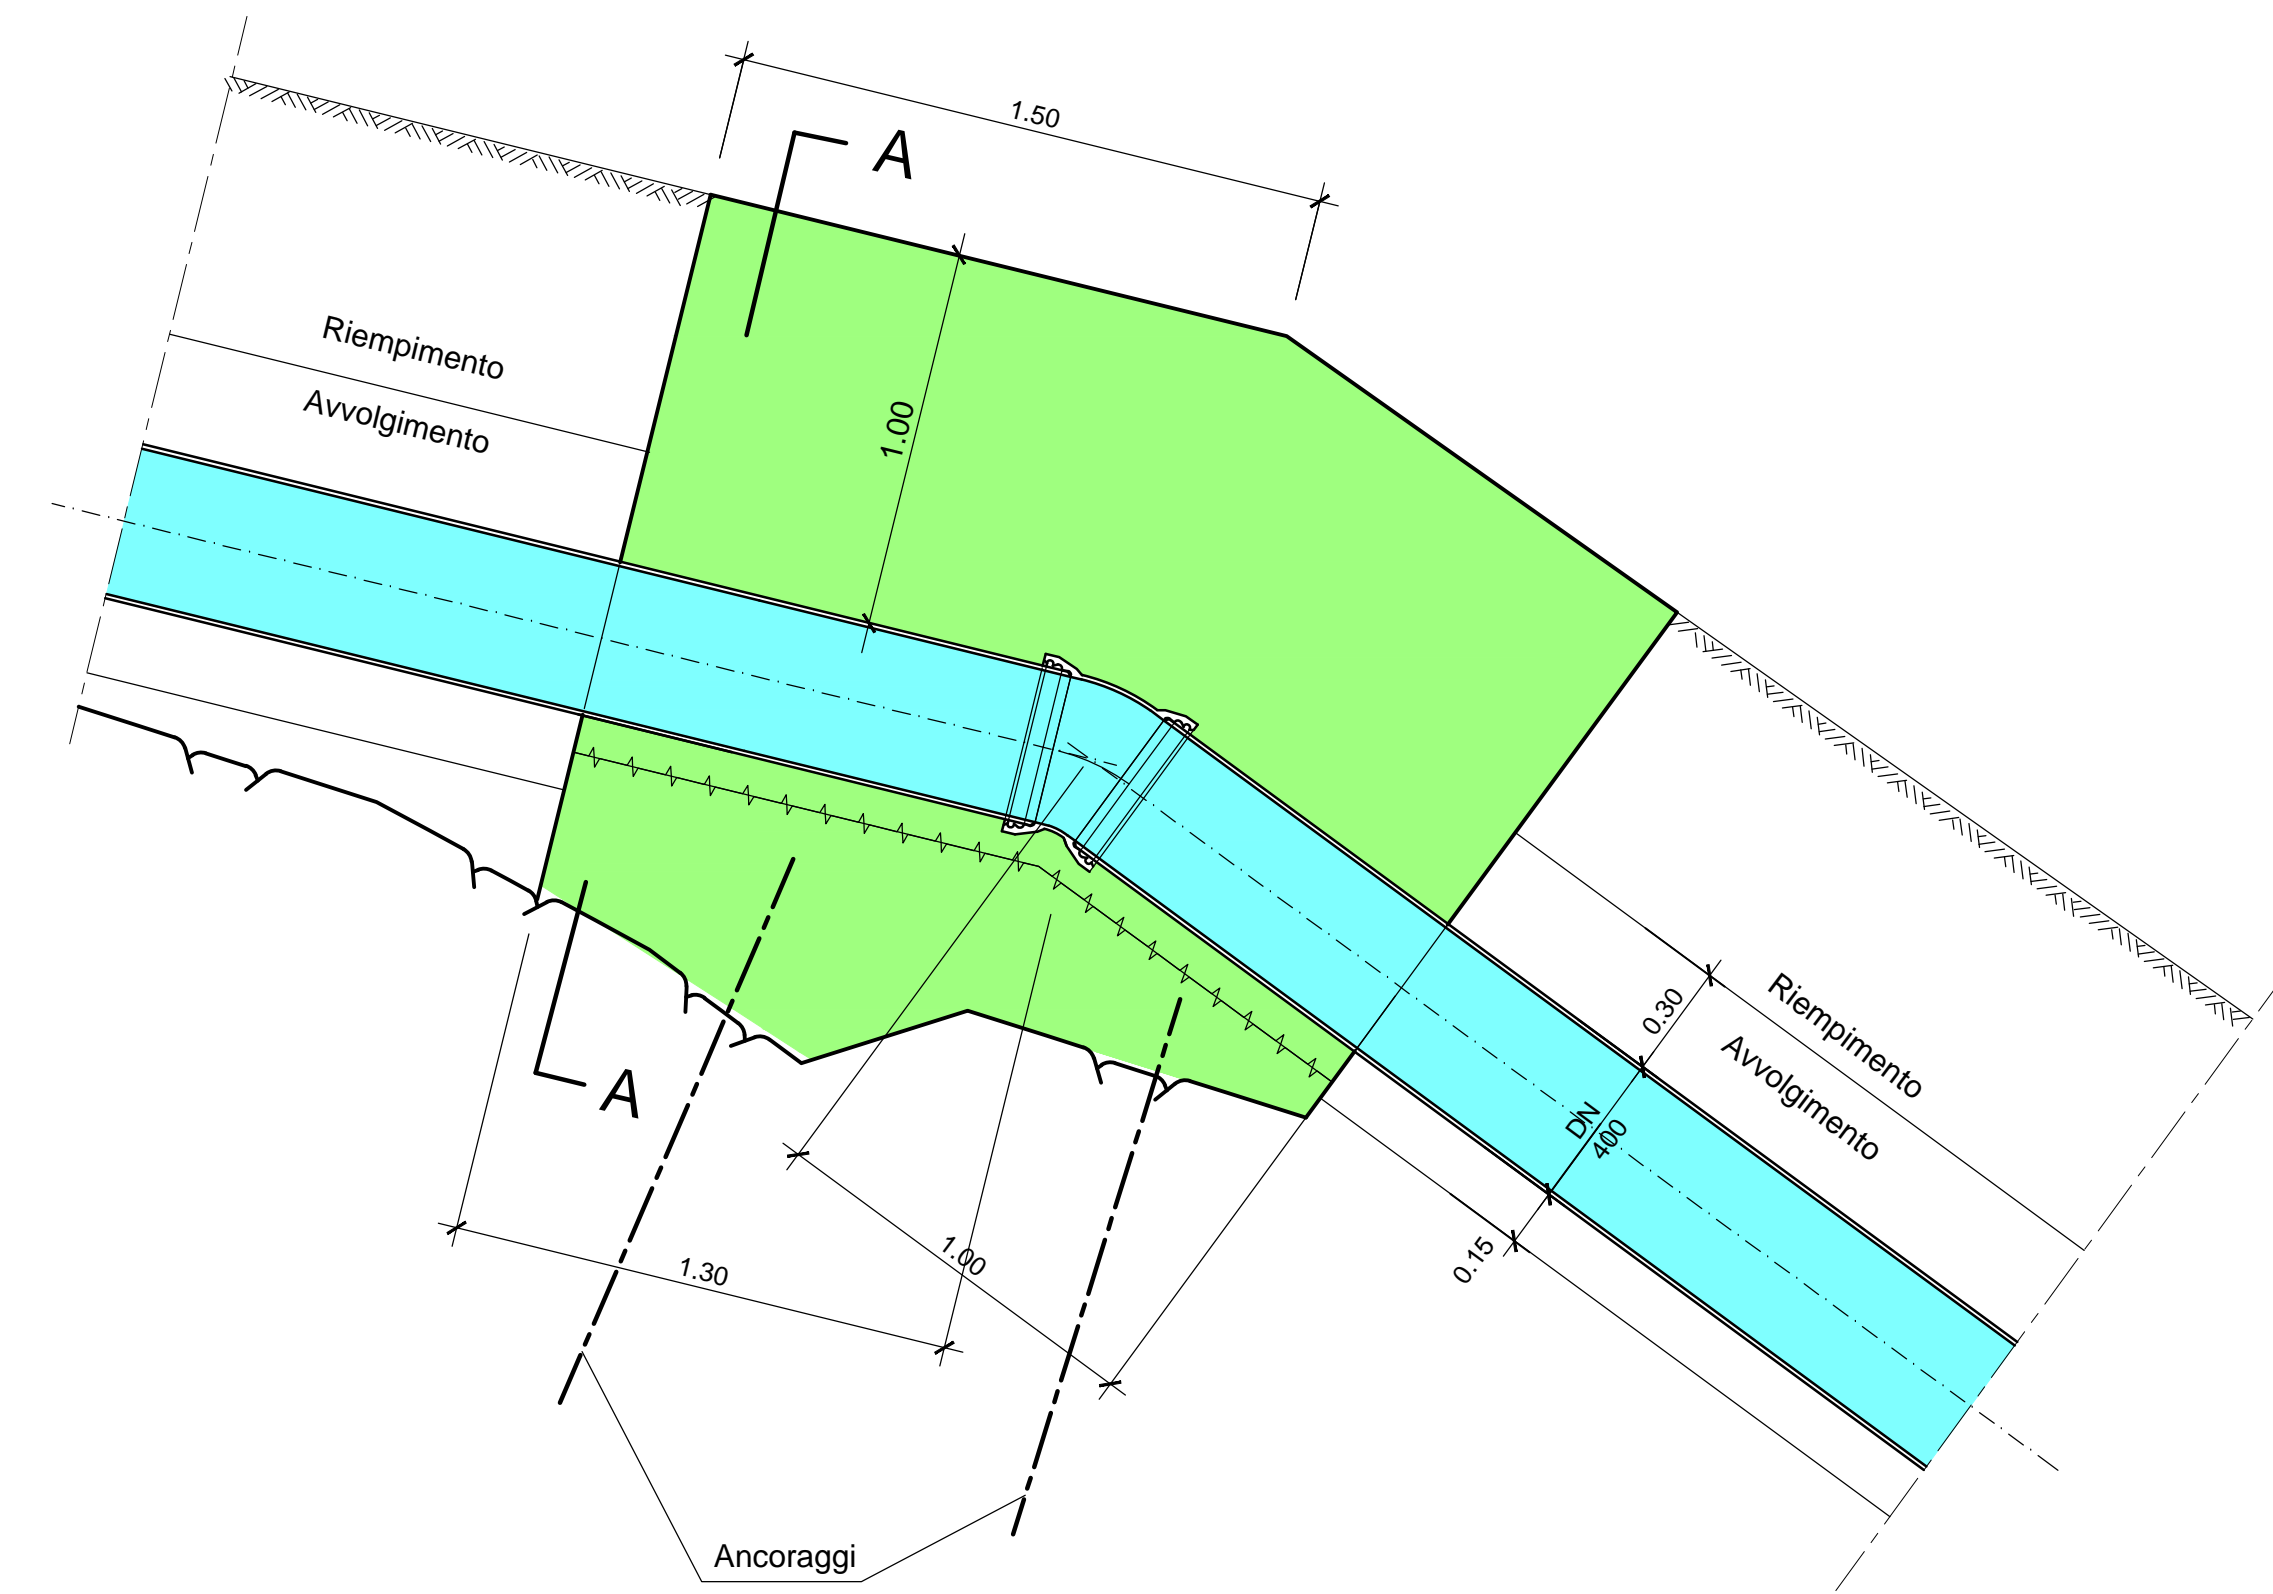 1.50
A
Riempimento
Avvolgimento
1.00
0.30
Riempimento
Avvolgimento
DN
400
A
0.15
1.00
1.30
Ancoraggi